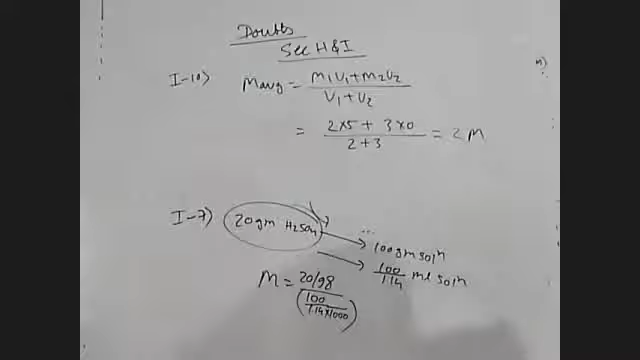 Doubts
Sec H & I
I-10) Mavg = M1V1+M2V2 / V1+V2
= 2×5 + 3×0 / 2+3 = 2M
I-7) 20gm H2SO4 → 100gm soln
→ 100/1.14 ml soln
M = 20/98 / (100/1.14×1000)